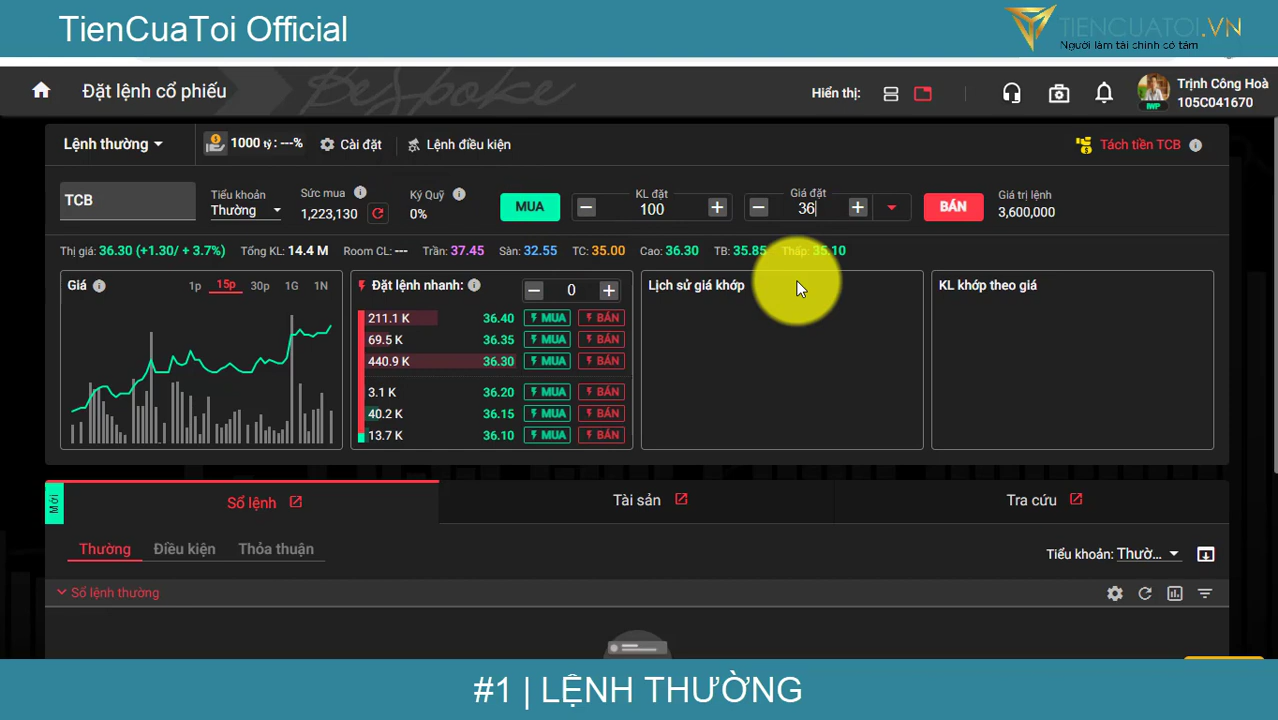 TienCuaToi Official
TIENCUATOI.VN
Người làm tài chính có tâm
Đặt lệnh cổ phiếu
Bespoke
Hiển thị:
Trịnh Công Hoà
105C041670
IWP
Lệnh thường
1000 tỷ: ---%
Cài đặt
Lệnh điều kiện
Tách tiền TCB
TCB
Tiểu khoản
Thường
Sức mua
1,223,130
Ký Quỹ
0%
MUA
KL đặt
100
Giá đặt
36
BÁN
Giá trị lệnh
3,600,000
Thị giá: 36.30 (+1.30/ + 3.7%) Tổng KL: 14.4 M Room CL: --- Trần: 37.45 Sàn: 32.55 TC: 35.00 Cao: 36.30 TB: 35.85 Thấp: 35.10
Giá
1p 15p 30p 1G 1N
Đặt lệnh nhanh: 0
211.1 K 36.40 MUA BÁN
69.5 K 36.35 MUA BÁN
440.9 K 36.30 MUA BÁN
3.1 K 36.20 MUA BÁN
40.2 K 36.15 MUA BÁN
13.7 K 36.10 MUA BÁN
Lịch sử giá khớp
KL khớp theo giá
Mới
Sổ lệnh
Tài sản
Tra cứu
Thường Điều kiện Thỏa thuận
Tiểu khoản: Thườ...
Sổ lệnh thường
#1 | LỆNH THƯỜNG